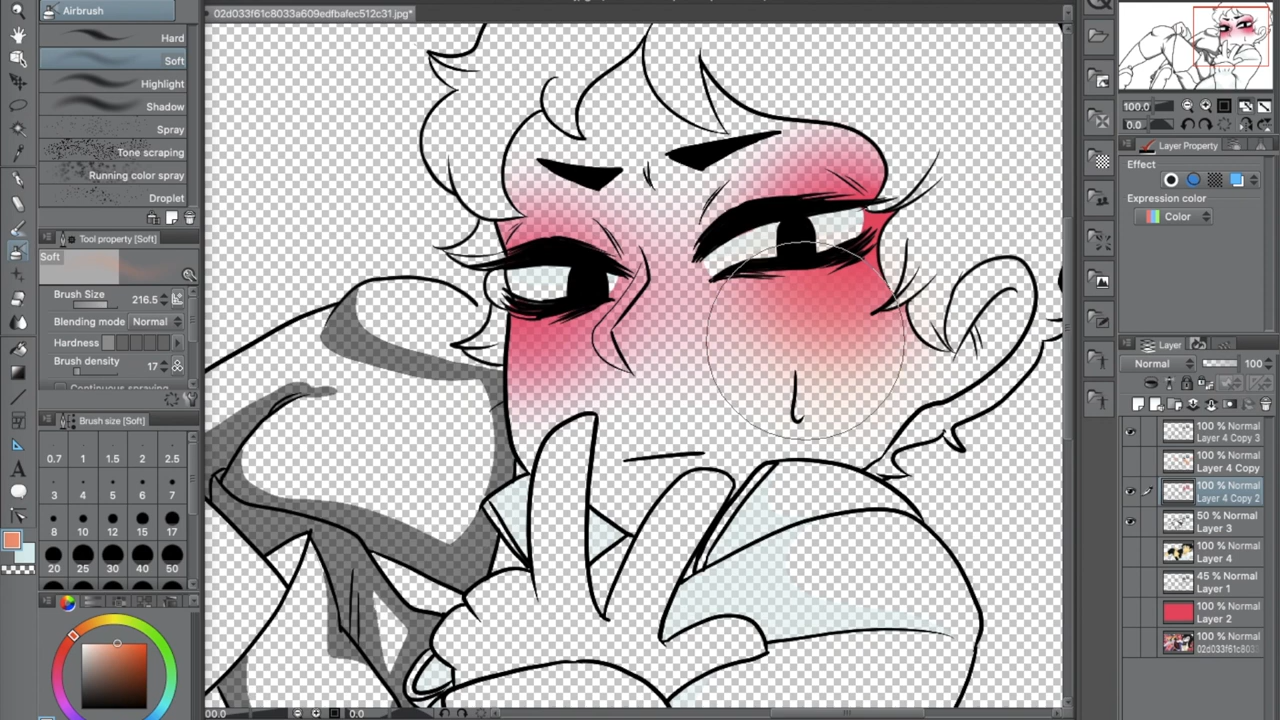 Airbrush
02d033f61c8033a609edfbafec512c31.jpg*
Hard
Soft
Highlight
Shadow
Spray
Tone scraping
Running color spray
Droplet
Tool property [Soft]
Soft
Brush Size 216.5
Blending mode Normal
Hardness
Brush density 17
Continuous spraying
Brush size [Soft]
0.7 1 1.5 2 2.5
3 4 5 6 7
8 10 12 15 17
20 25 30 40 50
00.0 0.0
100.0
0.0
Layer Property
Effect
Expression color
Color
Layer
Normal 100
100 % Normal
Layer 4 Copy 3
100 % Normal
Layer 4 Copy
100 % Normal
Layer 4 Copy 2
50 % Normal
Layer 3
100 % Normal
Layer 4
45 % Normal
Layer 1
100 % Normal
Layer 2
100 % Normal
02d033f61c803